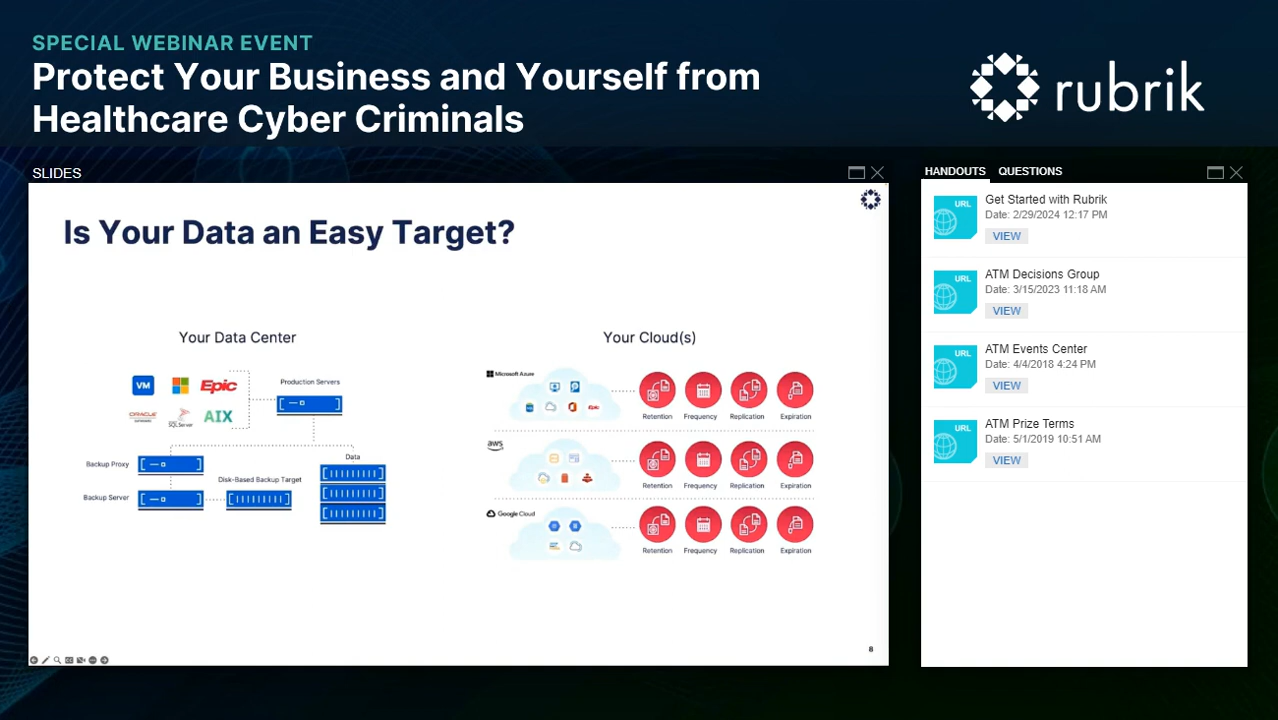 SPECIAL WEBINAR EVENT
Protect Your Business and Yourself from
Healthcare Cyber Criminals
rubrik
SLIDES
Is Your Data an Easy Target?
Your Data Center
VM
Epic
ORACLE
SQL Server
AIX
Production Servers
Backup Proxy
Backup Server
Disk-Based Backup Target
Data
Your Cloud(s)
Microsoft Azure
Epic
Retention
Frequency
Replication
Expiration
aws
Retention
Frequency
Replication
Expiration
Google Cloud
Retention
Frequency
Replication
Expiration
8
HANDOUTS QUESTIONS
URL
Get Started with Rubrik
Date: 2/29/2024 12:17 PM
VIEW
URL
ATM Decisions Group
Date: 3/15/2023 11:18 AM
VIEW
URL
ATM Events Center
Date: 4/4/2018 4:24 PM
VIEW
URL
ATM Prize Terms
Date: 5/1/2019 10:51 AM
VIEW